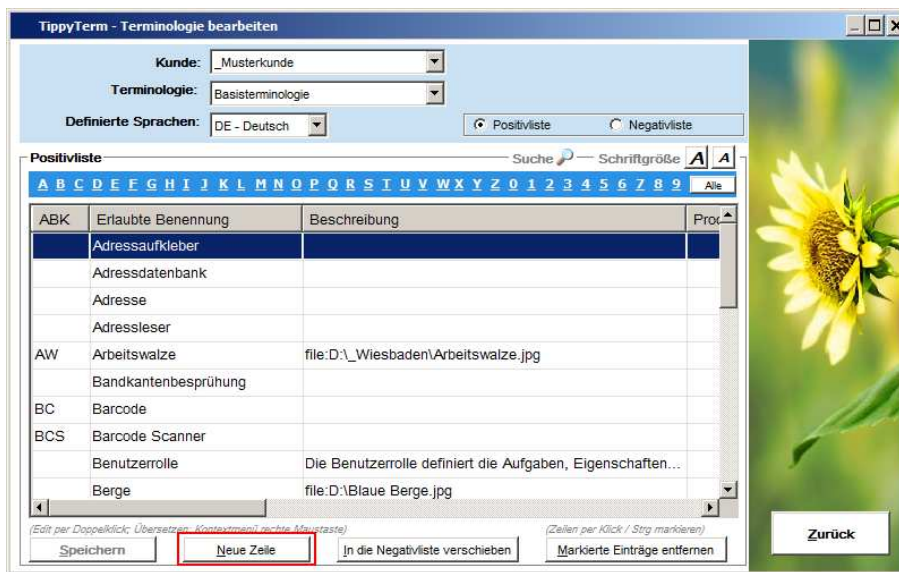 TippyTerm - Terminologie bearbeiten
Kunde: _Musterkunde
Terminologie: Basisterminologie
Definierte Sprachen: DE - Deutsch Positivliste Negativliste
Positivliste Suche Schriftgröße A A
A B C D E F G H I J K L M N O P Q R S T U V W X Y Z 0 1 2 3 4 5 6 7 8 9 Alle
ABK Erlaubte Benennung Beschreibung Prod
Adressaufkleber
Adressdatenbank
Adresse
Adressleser
AW Arbeitswalze file:D:\_Wiesbaden\Arbeitswalze.jpg
Bandkantenbesprühung
BC Barcode
BCS Barcode Scanner
Benutzerrolle Die Benutzerrolle definiert die Aufgaben, Eigenschaften...
Berge file:D:\Blaue Berge.jpg
(Edit per Doppelklick; Übersetzen: Kontextmenü rechte Maustaste) (Zeilen per Klick / Strg markieren)
Speichern Neue Zeile In die Negativliste verschieben Markierte Einträge entfernen
Zurück